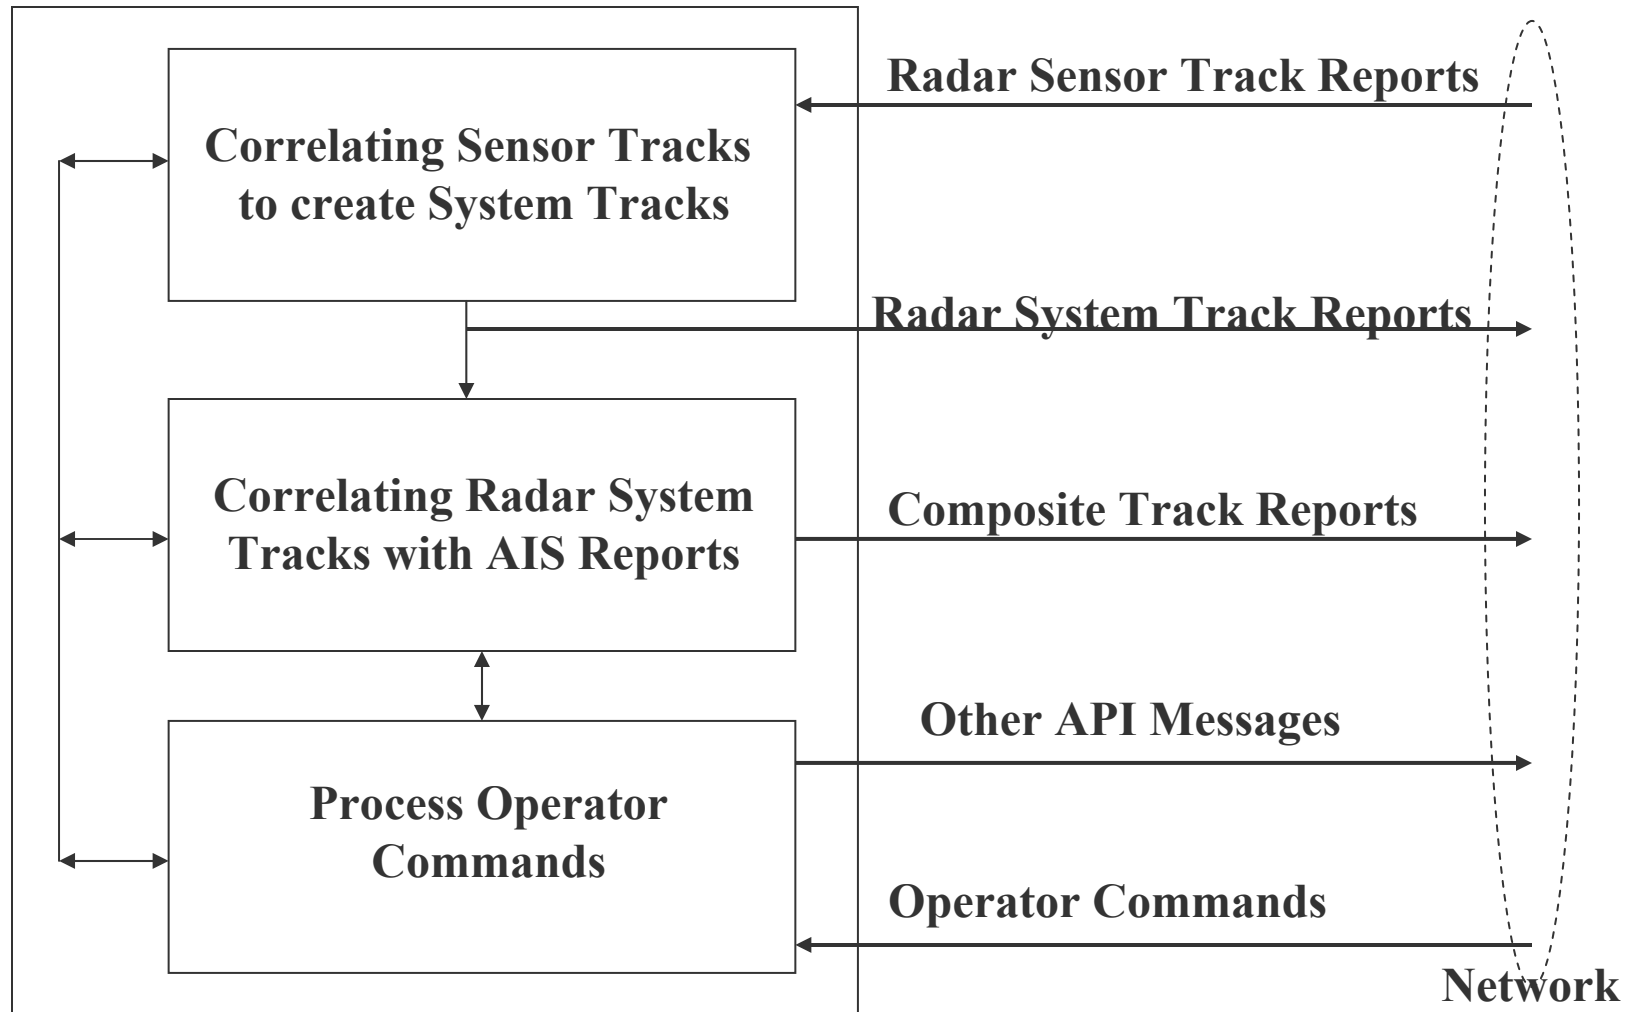 Radar Sensor Track Reports
Correlating Sensor Tracks
to create System Tracks
Radar System Track Reports
Correlating Radar System
Tracks with AIS Reports
Composite Track Reports
Other API Messages
Process Operator
Commands
Operator Commands
Network